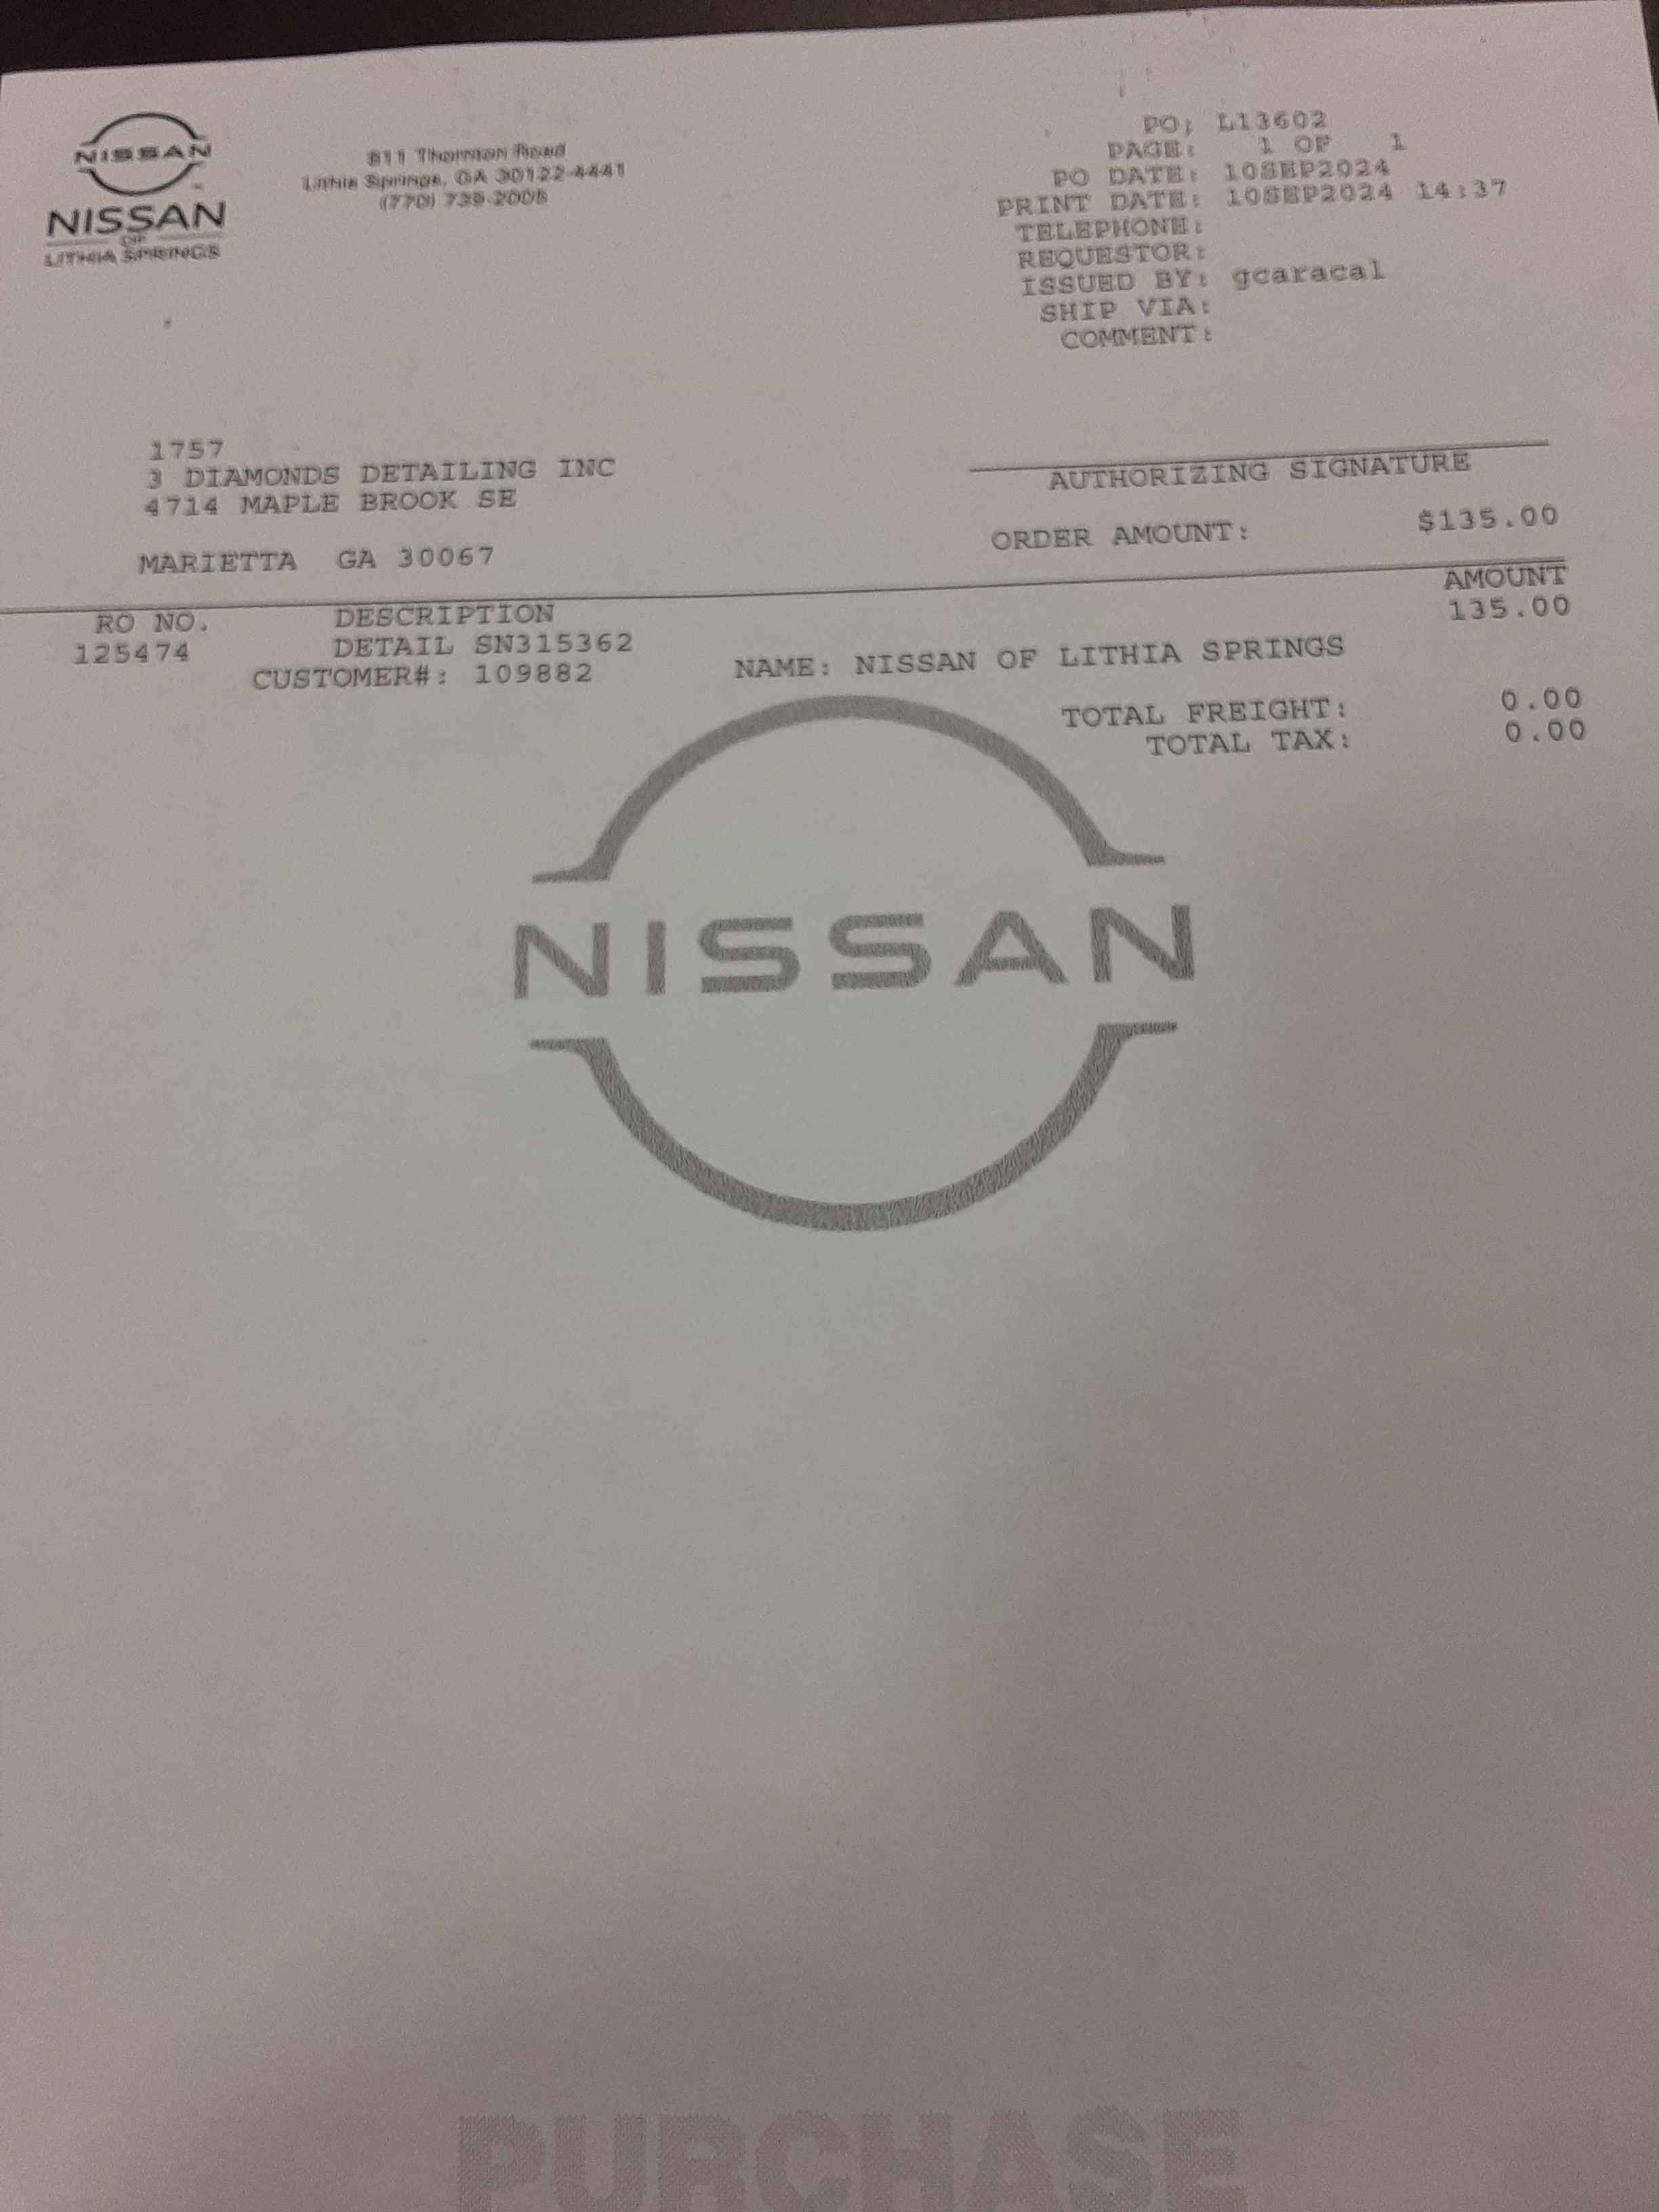 NISSAN
NISSAN
OF
LITHIA SPRINGS
811 Thornton Road
Lithia Springs, GA 30122-4441
(770) 739-2006
PO: L13602
PAGE: 1 OF 1
PO DATE: 10SEP2024
PRINT DATE: 10SEP2024 14:37
TELEPHONE:
REQUESTOR:
ISSUED BY: gcaracal
SHIP VIA:
COMMENT:
1757
3 DIAMONDS DETAILING INC
4714 MAPLE BROOK SE
MARIETTA GA 30067
AUTHORIZING SIGNATURE
ORDER AMOUNT: $135.00
RO NO. DESCRIPTION AMOUNT
125474 DETAIL SN315362 135.00
CUSTOMER#: 109882 NAME: NISSAN OF LITHIA SPRINGS
TOTAL FREIGHT: 0.00
TOTAL TAX: 0.00
NISSAN
PURCHASE